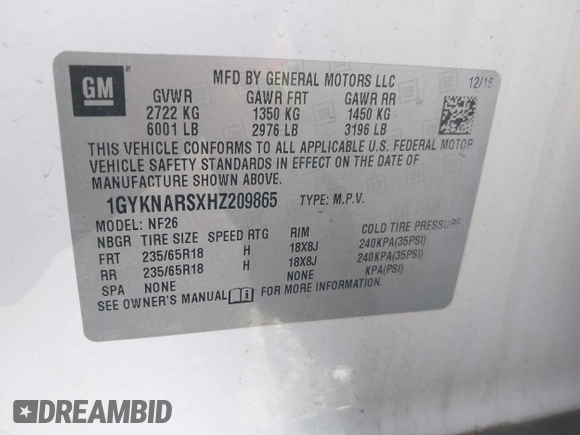 GM
MFD BY GENERAL MOTORS LLC
12/15
GVWR GAWR FRT GAWR RR
2722 KG 1350 KG 1450 KG
6001 LB 2976 LB 3196 LB
THIS VEHICLE CONFORMS TO ALL APPLICABLE U.S. FEDERAL MOTOR
VEHICLE SAFETY STANDARDS IN EFFECT ON THE DATE OF
MANUFACTURE SHOWN ABOVE.
1GYKNARSXHZ209865 TYPE: M.P.V.
MODEL: NF26
NBGR TIRE SIZE SPEED RTG RIM COLD TIRE PRESSURE
FRT 235/65R18 H 18X8J 240KPA(35PSI)
RR 235/65R18 H 18X8J 240KPA(35PSI)
SPA NONE NONE KPA(PSI)
SEE OWNER'S MANUAL FOR MORE INFORMATION.
DREAMBID